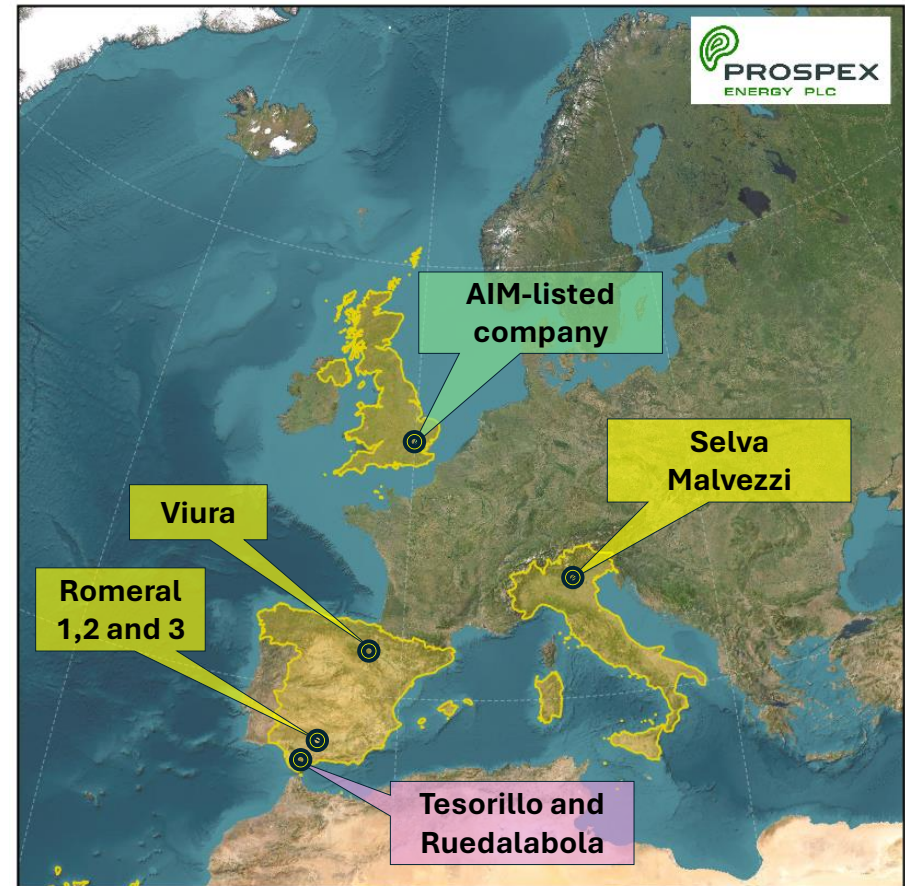 PROSPEX
ENERGY PLC
AIM-listed
company
Selva
Malvezzi
Viura
Romeral
1,2 and 3
Tesorillo and
Ruedalabola